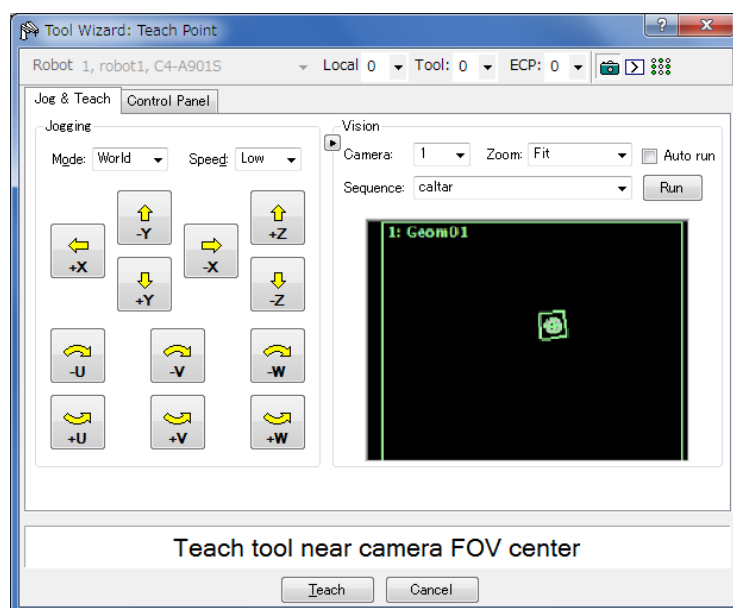 Tool Wizard: Teach Point
? X
Robot 1, robot1, C4-A901S Local 0 Tool: 0 ECP: 0
Jog & Teach Control Panel
Jogging
Mode: World Speed: Low
-Y
+Z
+X
-X
+Y
-Z
-U
-V
-W
+U
+V
+W
Vision
Camera: 1 Zoom: Fit Auto run
Sequence: caltar Run
1: Geom01
Teach tool near camera FOV center
Teach Cancel